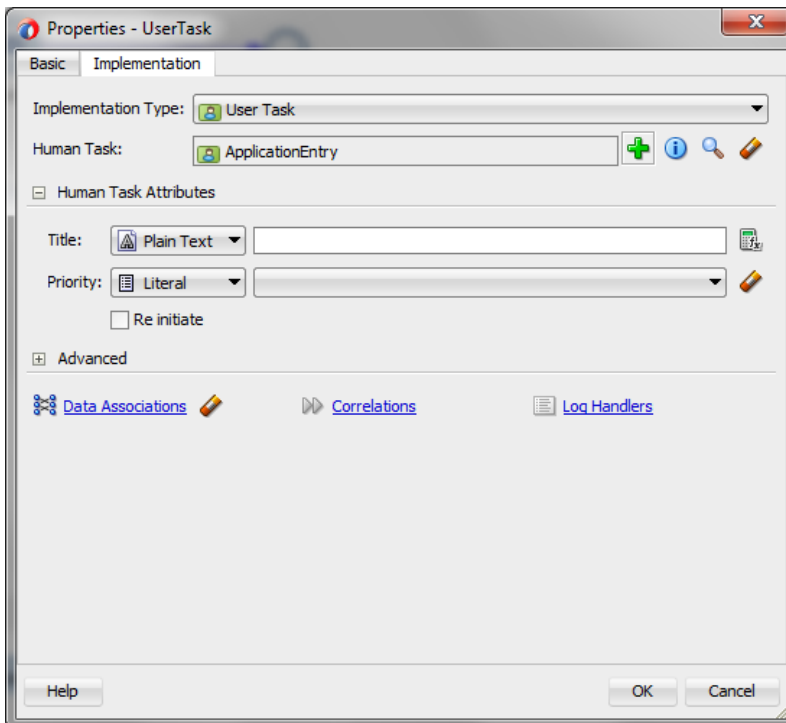 Properties - UserTask
Basic Implementation
Implementation Type: User Task
Human Task: ApplicationEntry
Human Task Attributes
Title: Plain Text
Priority: Literal
Re initiate
Advanced
Data Associations Correlations Log Handlers
Help OK Cancel